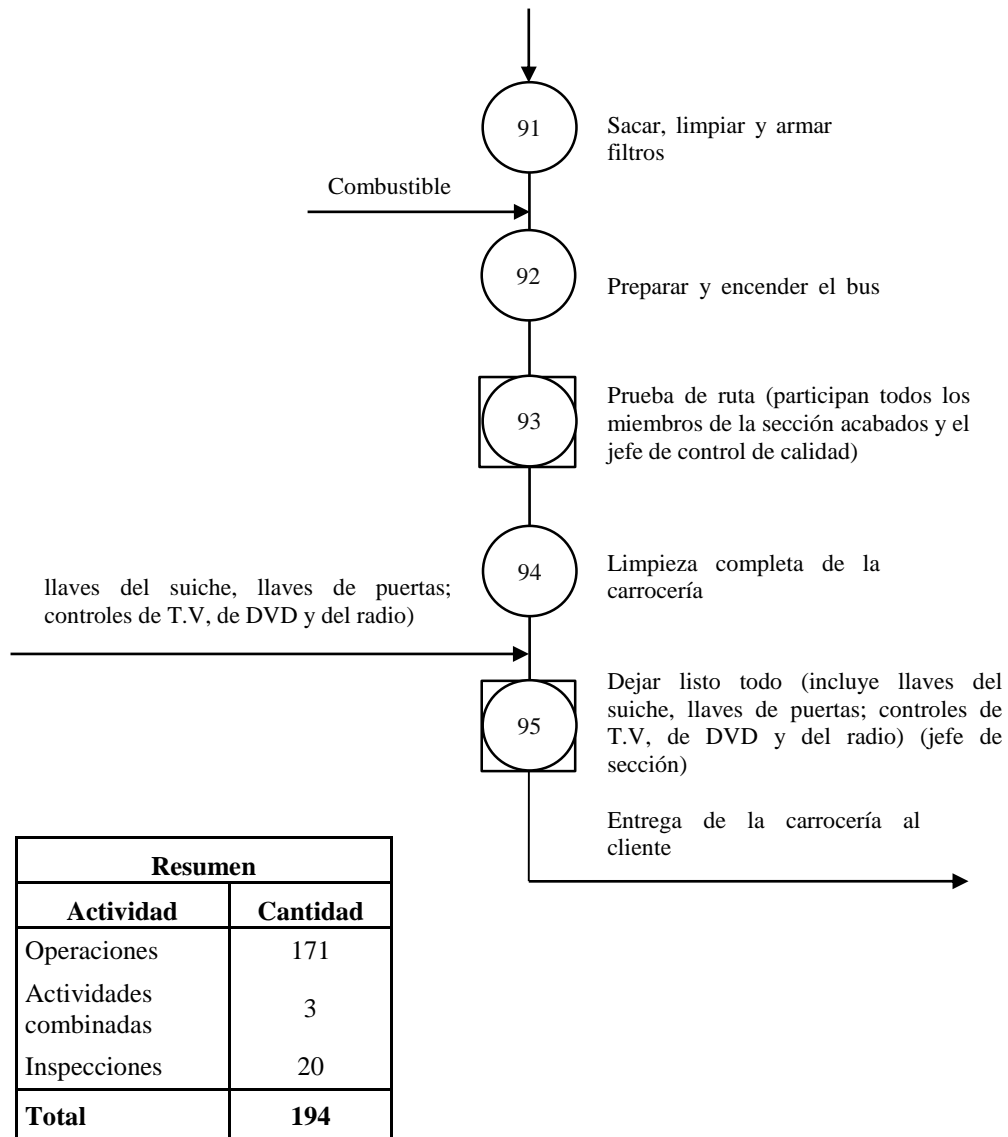 91
Sacar, limpiar y armar
filtros
Combustible
92
Preparar y encender el bus
93
Prueba de ruta (participan todos los
miembros de la sección acabados y el
jefe de control de calidad)
94
Limpieza completa de la
carrocería
llaves del suiche, llaves de puertas;
controles de T.V, de DVD y del radio)
95
Dejar listo todo (incluye llaves del
suiche, llaves de puertas; controles de
T.V, de DVD y del radio) (jefe de
sección)
Entrega de la carrocería al
cliente
Resumen
Actividad Cantidad
Operaciones 171
Actividades
combinadas 3
Inspecciones 20
Total 194